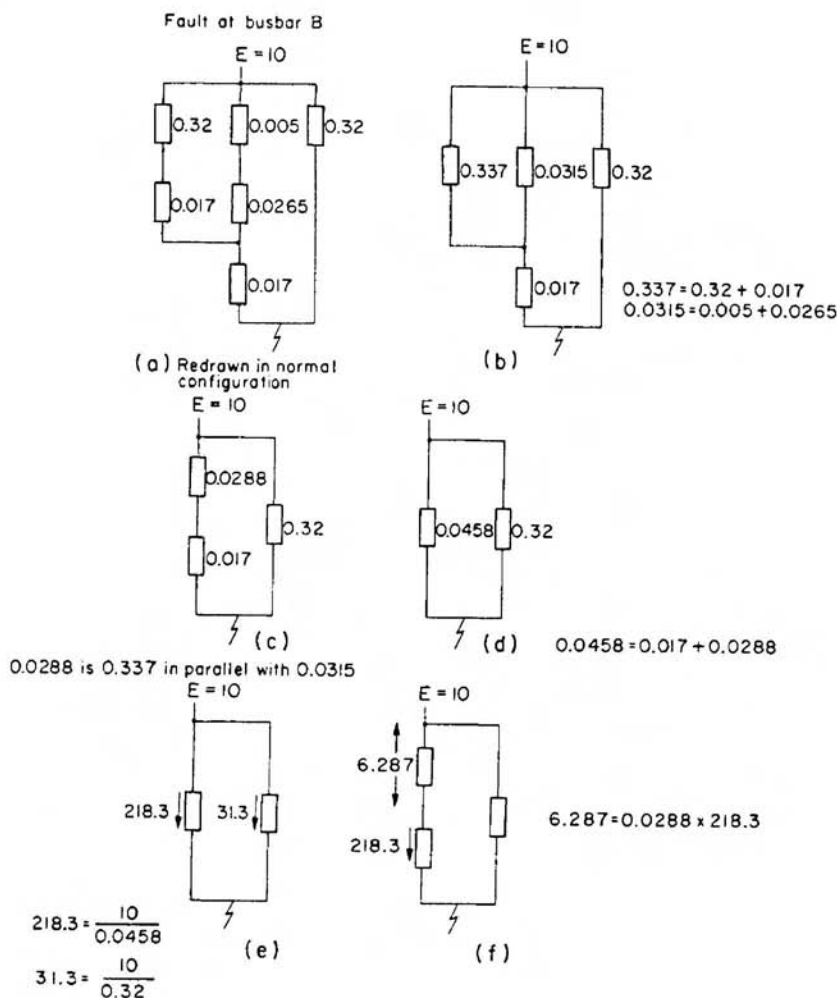 Fault at busbar B
E = 10
0.32
0.005
0.32
0.017
0.0265
0.017
(a) Redrawn in normal
configuration
E = 10
0.337
0.0315
0.32
0.017
0.337 = 0.32 + 0.017
0.0315 = 0.005 + 0.0265
(b)
E = 10
0.0288
0.32
0.017
(c)
E = 10
0.0458
0.32
(d)
0.0458 = 0.017 + 0.0288
0.0288 is 0.337 in parallel with 0.0315
E = 10
218.3
31.3
218.3 = 10 / 0.0458
31.3 = 10 / 0.32
(e)
E = 10
6.287
218.3
6.287 = 0.0288 x 218.3
(f)